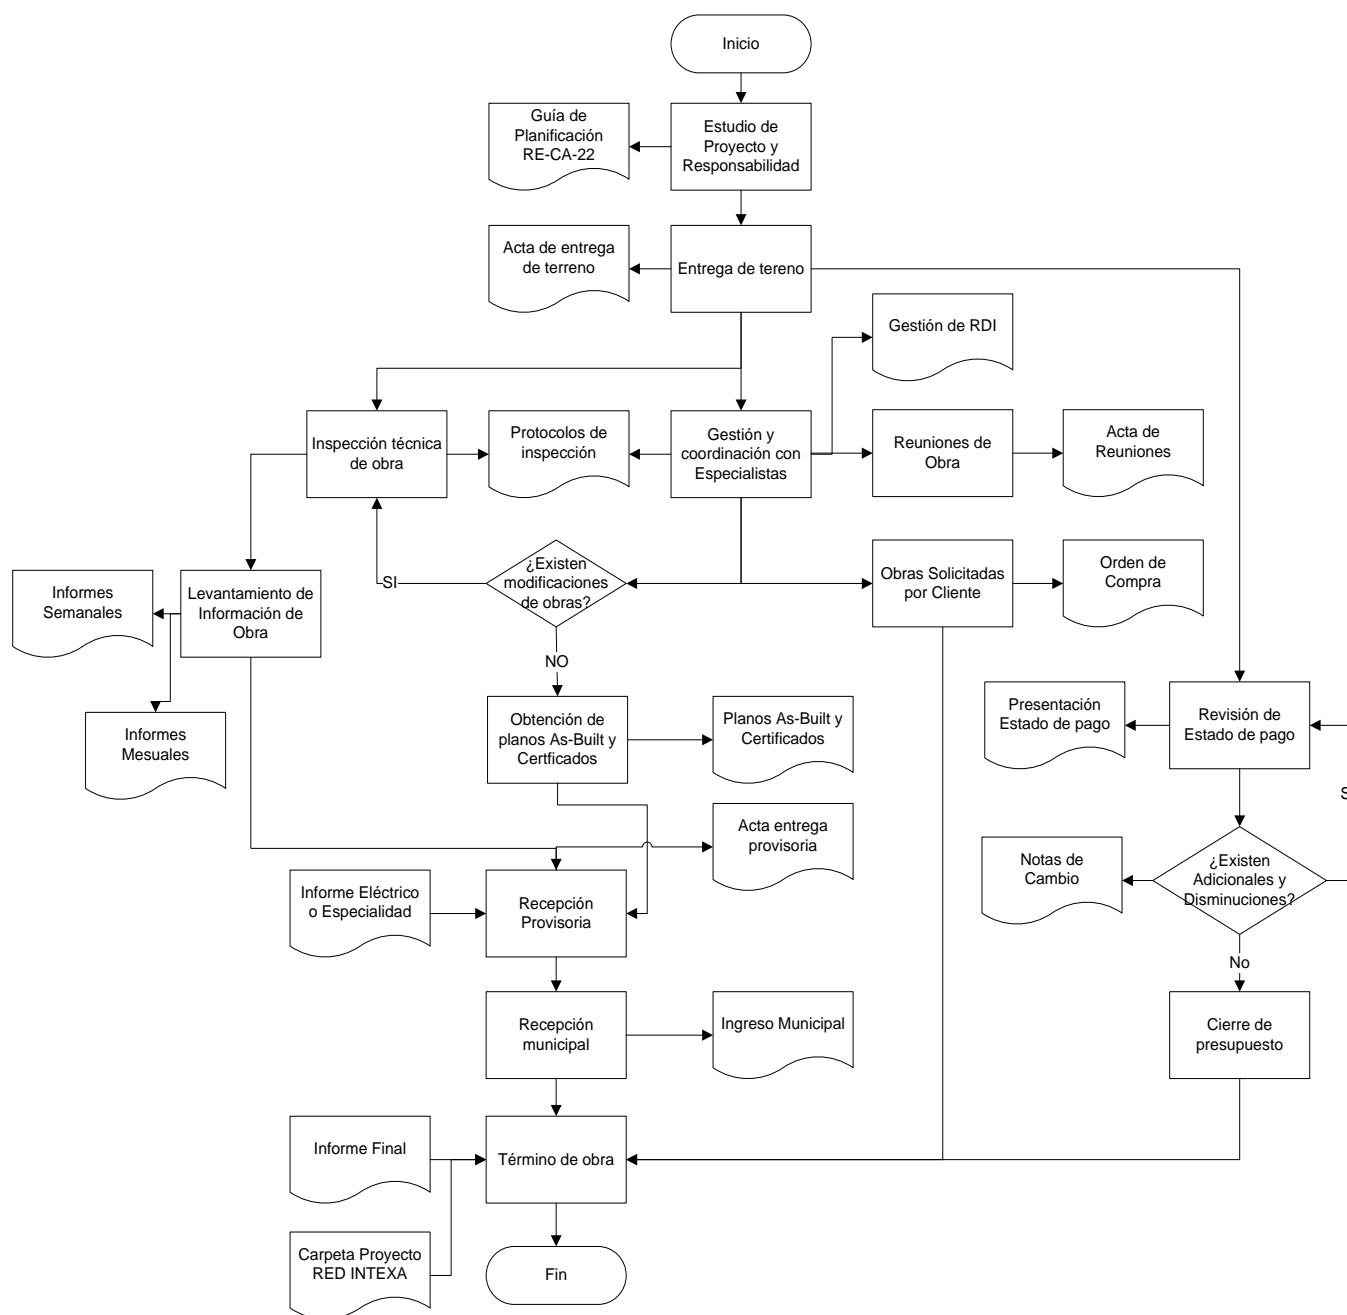 Inicio
Guía de
Planificación
RE-CA-22
Estudio de
Proyecto y
Responsabilidad
Acta de entrega
de terreno
Entrega de tereno
Gestión de RDI
Inspección técnica
de obra
Protocolos de
inspección
Gestión y
coordinación con
Especialistas
Reuniones de
Obra
Acta de
Reuniones
Informes
Semanales
Levantamiento de
Información de
Obra
SI
¿Existen
modificaciones
de obras?
Obras Solicitadas
por Cliente
Orden de
Compra
NO
Informes
Mesuales
Obtención de
planos As-Built y
Certficados
Planos As-Built y
Certificados
Presentación
Estado de pago
Revisión de
Estado de pago
S
Acta entrega
provisoria
Notas de
Cambio
¿Existen
Adicionales y
Disminuciones?
Informe Eléctrico
o Especialidad
Recepción
Provisoria
No
Recepción
municipal
Ingreso Municipal
Cierre de
presupuesto
Informe Final
Término de obra
Carpeta Proyecto
RED INTEXA
Fin